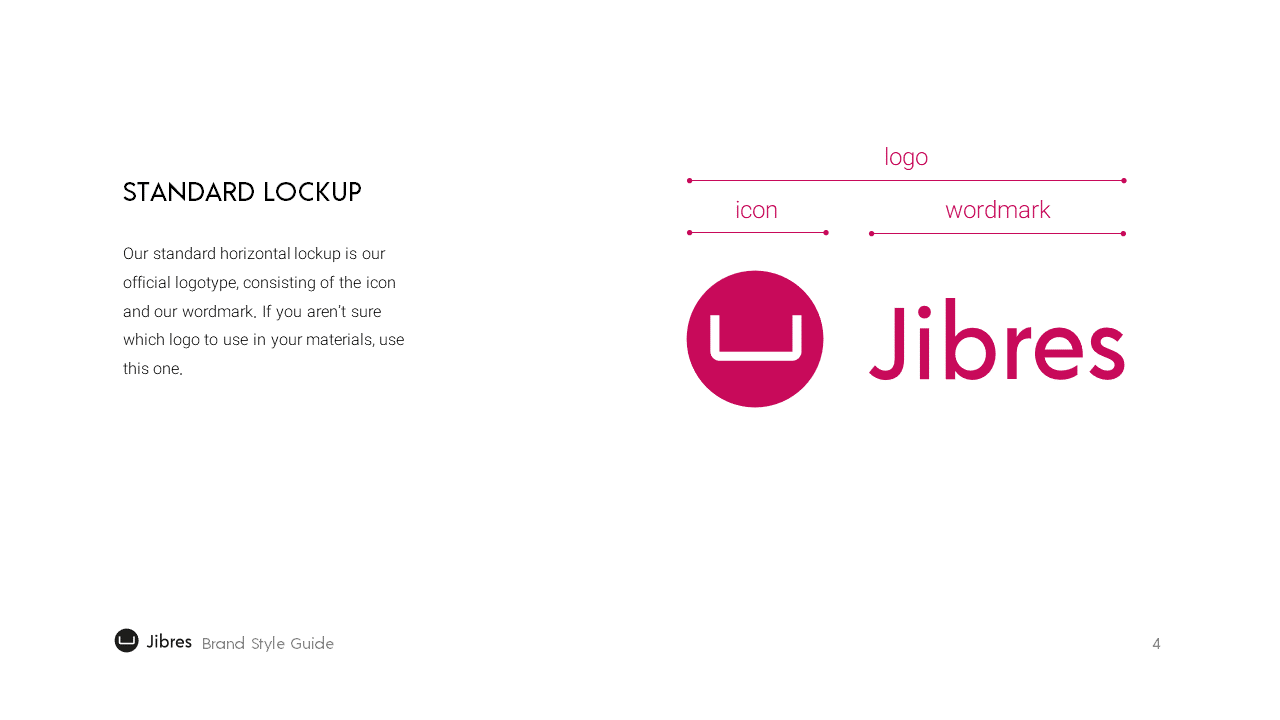 STANDARD LOCKUP
Our standard horizontal lockup is our
official logotype, consisting of the icon
and our wordmark. If you aren't sure
which logo to use in your materials, use
this one.
logo
icon
wordmark
Jibres
Jibres Brand Style Guide
4